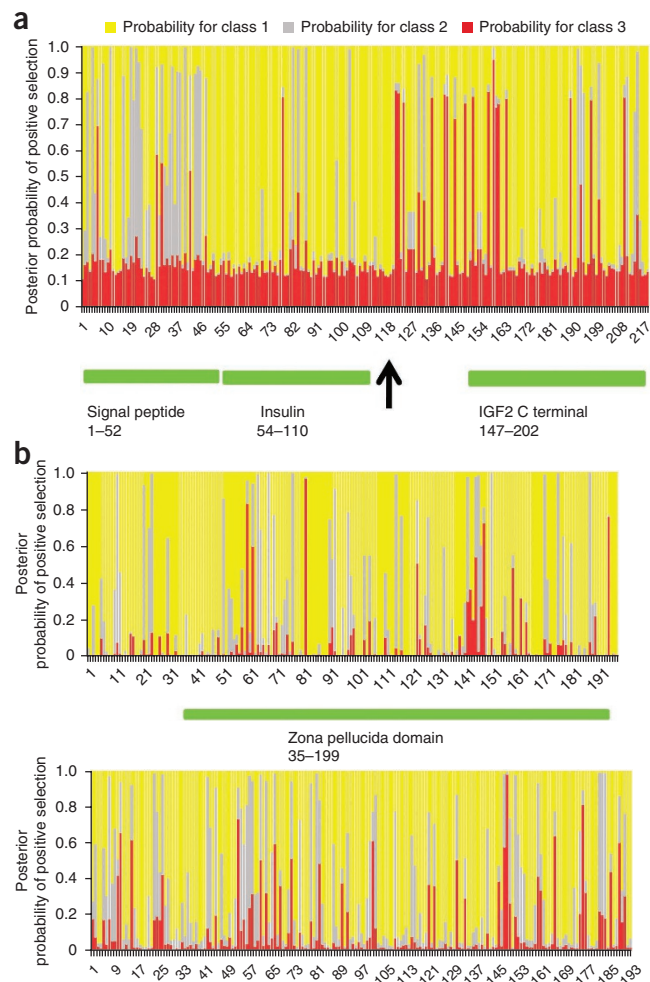 a
Probability for class 1 Probability for class 2 Probability for class 3
Posterior probability of positive selection
1.0
0.9
0.8
0.7
0.6
0.5
0.4
0.3
0.2
0.1
0
1 10 19 28 37 46 55 64 73 82 91 100 109 118 127 136 145 154 163 172 181 190 199 208 217
Signal peptide
1–52
Insulin
54–110
IGF2 C terminal
147–202
b
Posterior
probability of positive selection
1.0
0.8
0.6
0.4
0.2
0
1 11 21 31 41 51 61 71 81 91 101 111 121 131 141 151 161 171 181 191
Zona pellucida domain
35–199
Posterior
probability of positive selection
1.0
0.8
0.6
0.4
0.2
0
1 9 17 25 33 41 49 57 65 73 81 89 97 105 113 121 129 137 145 153 161 169 177 185 193